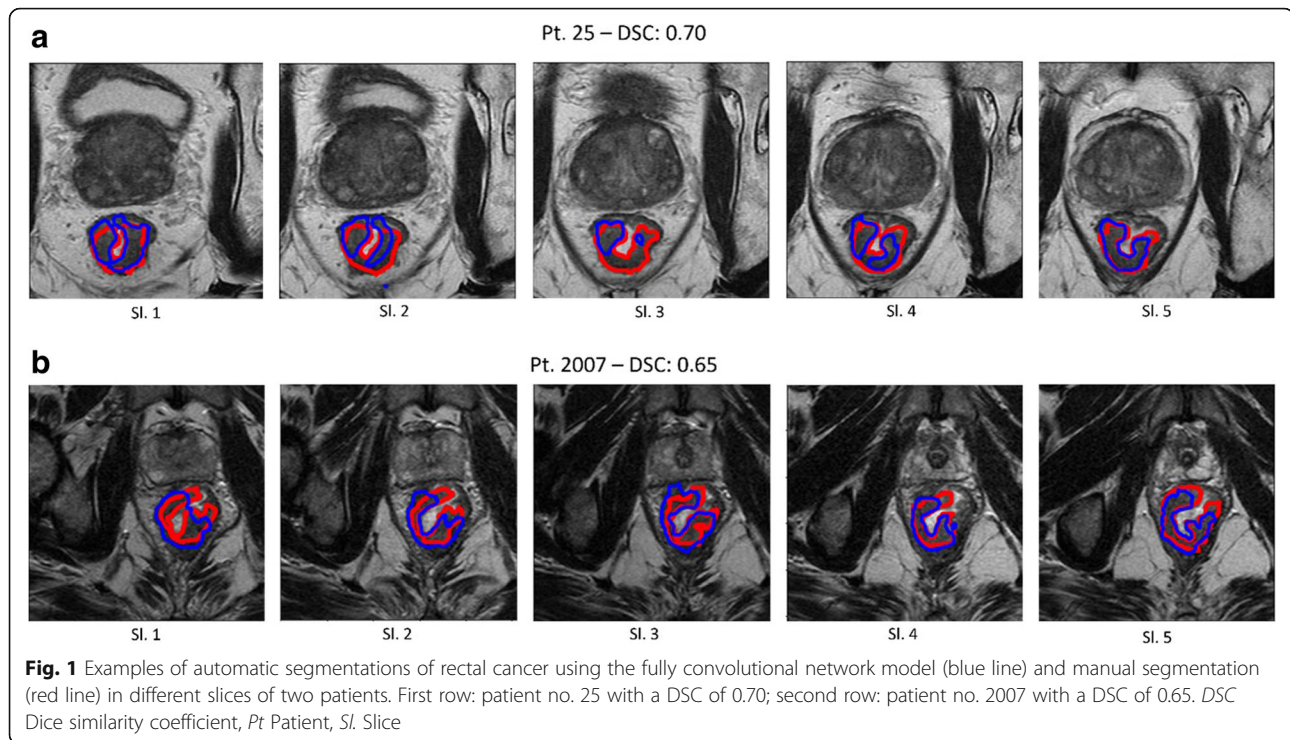 a
Pt. 25 – DSC: 0.70
Sl. 1 Sl. 2 Sl. 3 Sl. 4 Sl. 5
b
Pt. 2007 – DSC: 0.65
Sl. 1 Sl. 2 Sl. 3 Sl. 4 Sl. 5
Fig. 1 Examples of automatic segmentations of rectal cancer using the fully convolutional network model (blue line) and manual segmentation
(red line) in different slices of two patients. First row: patient no. 25 with a DSC of 0.70; second row: patient no. 2007 with a DSC of 0.65. DSC
Dice similarity coefficient, Pt Patient, Sl. Slice